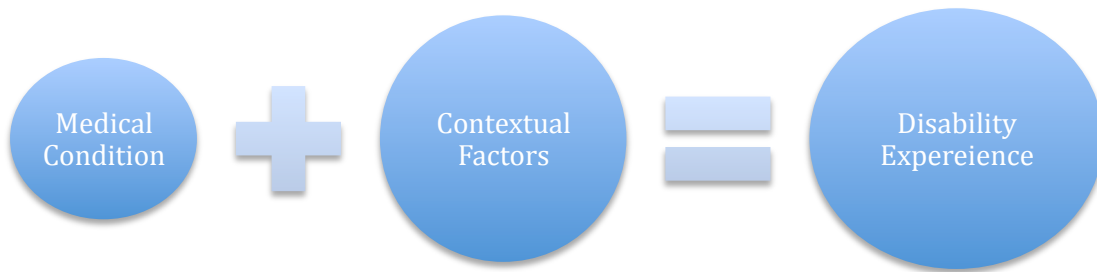 Medical
Condition
Contextual
Factors
Disability
Expereience